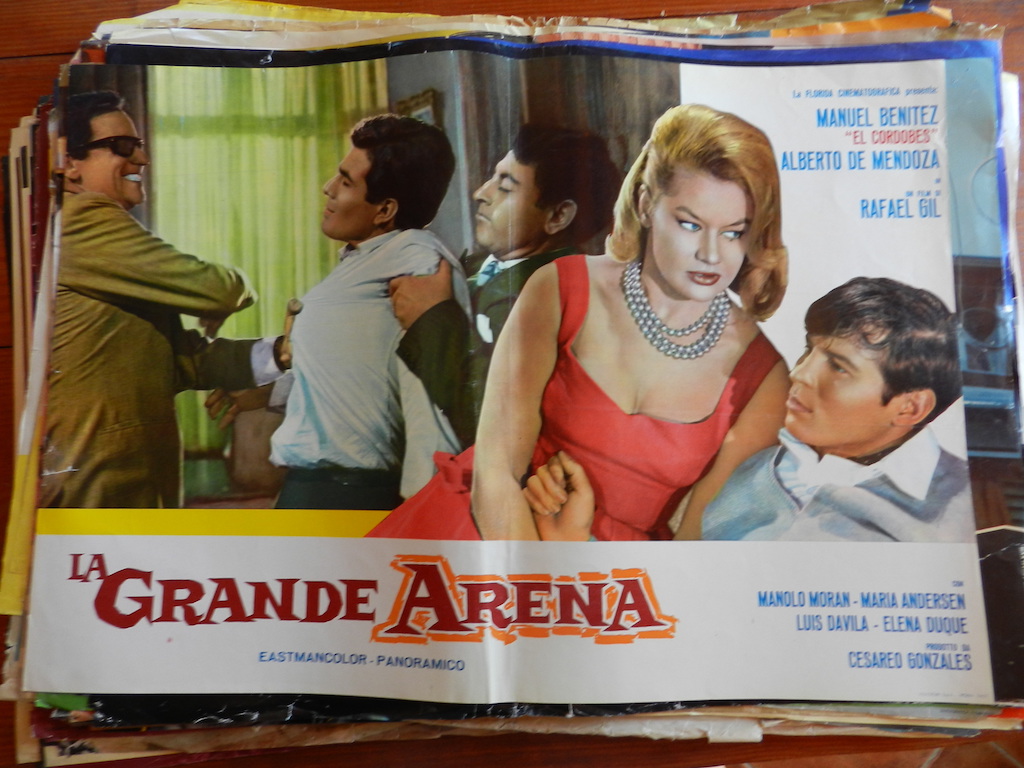 La FLORIDA CINEMATOGRAFICA presenta:
MANUEL BENITEZ
"EL CORDOBES"
ALBERTO DE MENDOZA
in
UN FILM DI
RAFAEL GIL
LA GRANDE ARENA
EASTMANCOLOR - PANORAMICO
CON
MANOLO MORAN - MARIA ANDERSEN
LUIS DAVILA - ELENA DUQUE
PRODOTTO DA
CESAREO GONZALES